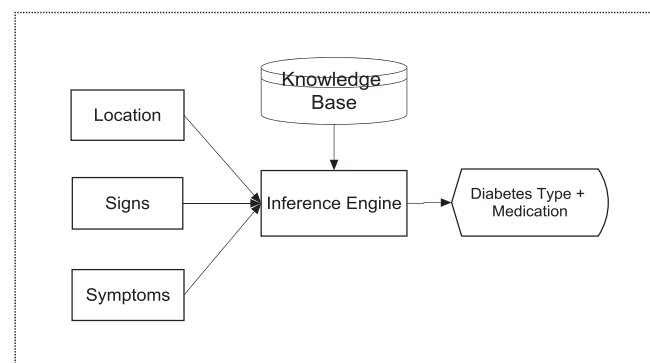 Knowledge
Base
Location
Signs
Inference Engine
Diabetes Type +
Medication
Symptoms